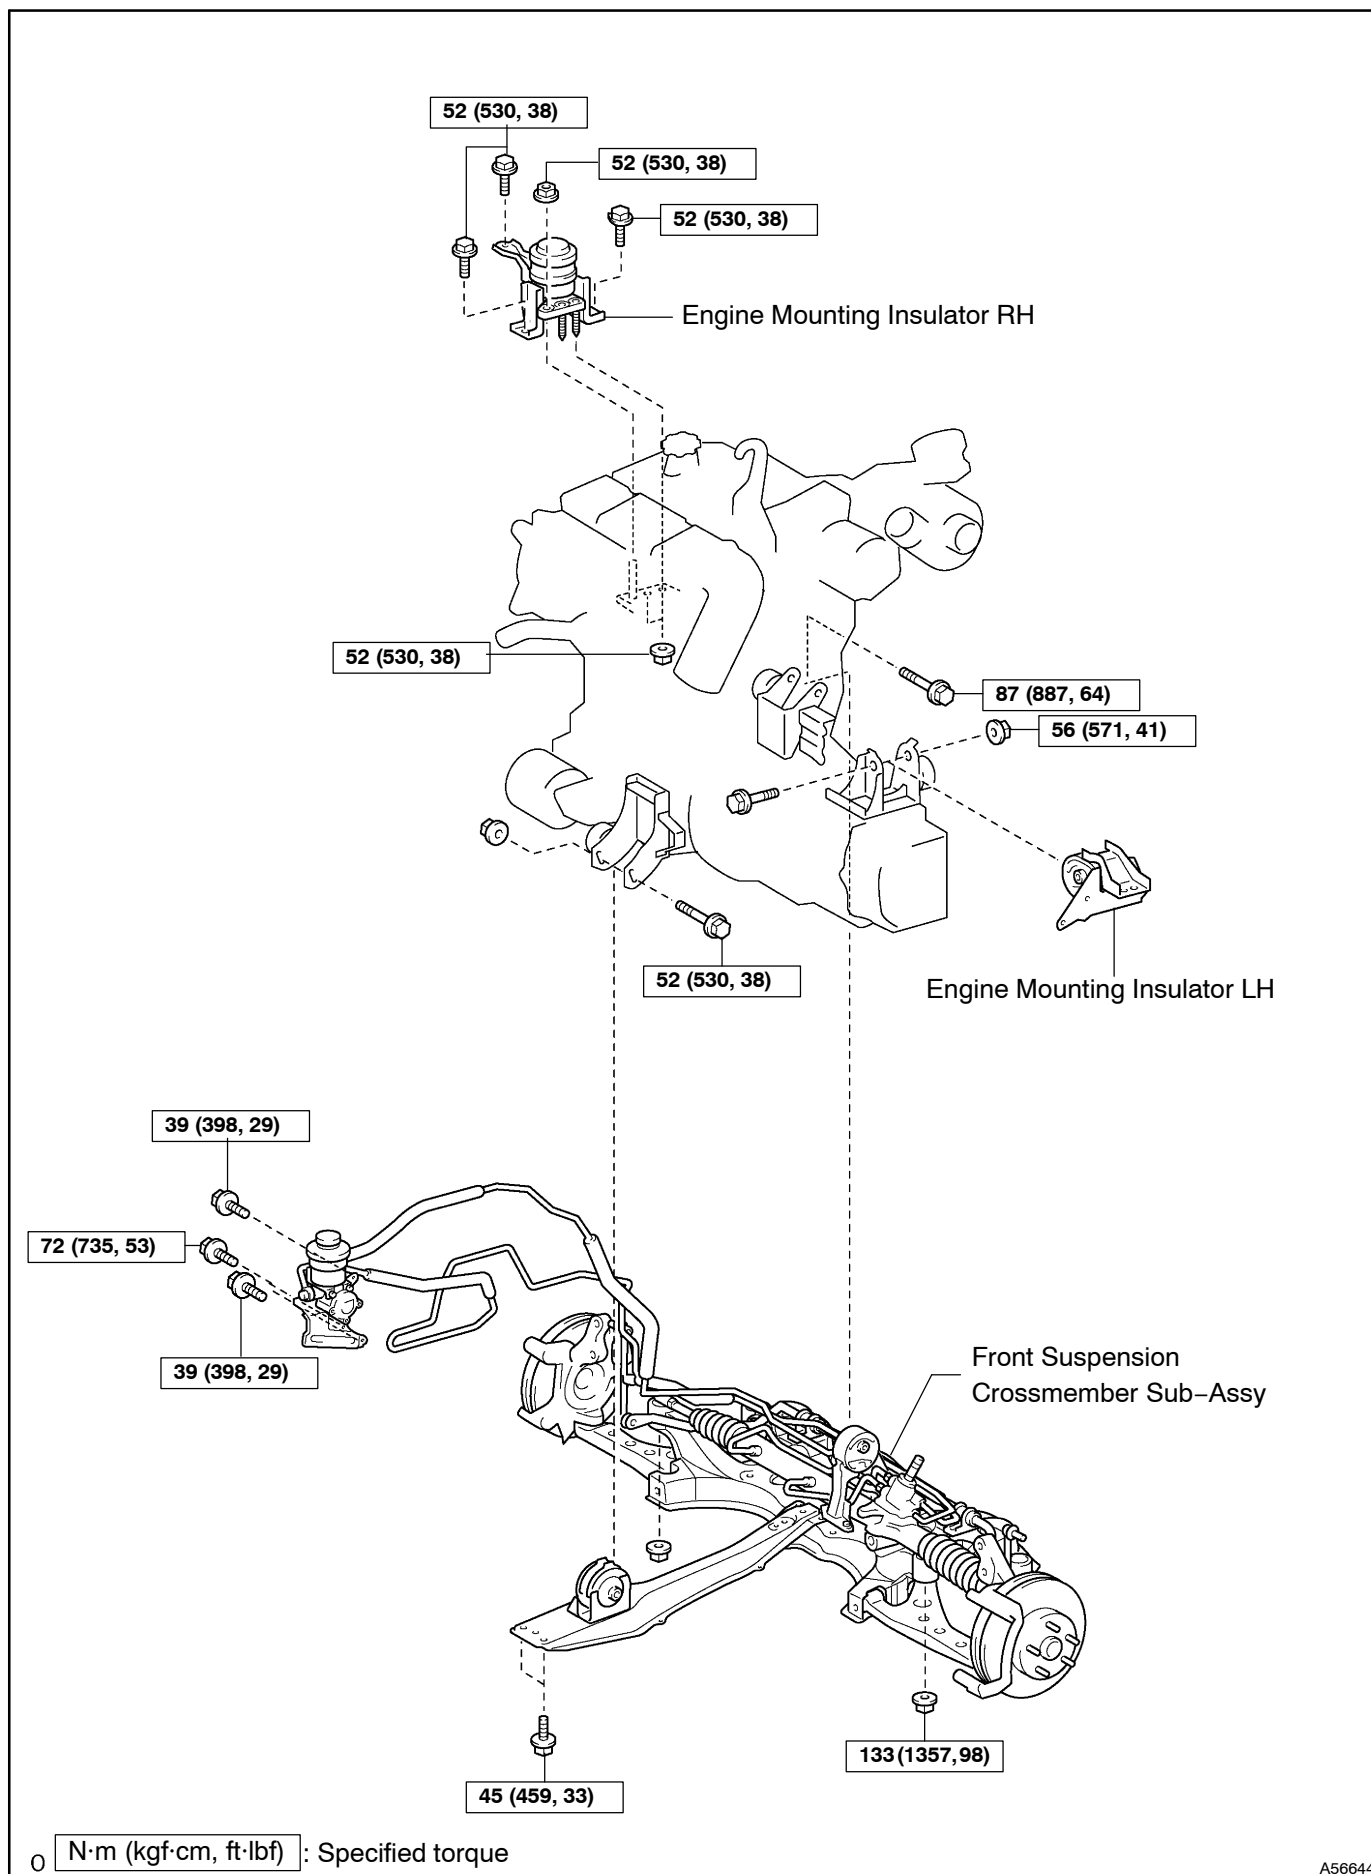 52 (530, 38)
52 (530, 38)
52 (530, 38)
Engine Mounting Insulator RH
52 (530, 38)
87 (887, 64)
56 (571, 41)
52 (530, 38)
Engine Mounting Insulator LH
39 (398, 29)
72 (735, 53)
39 (398, 29)
Front Suspension
Crossmember Sub−Assy
133 (1357, 98)
45 (459, 33)
O N·m (kgf·cm, ft·lbf) : Specified torque
A56644